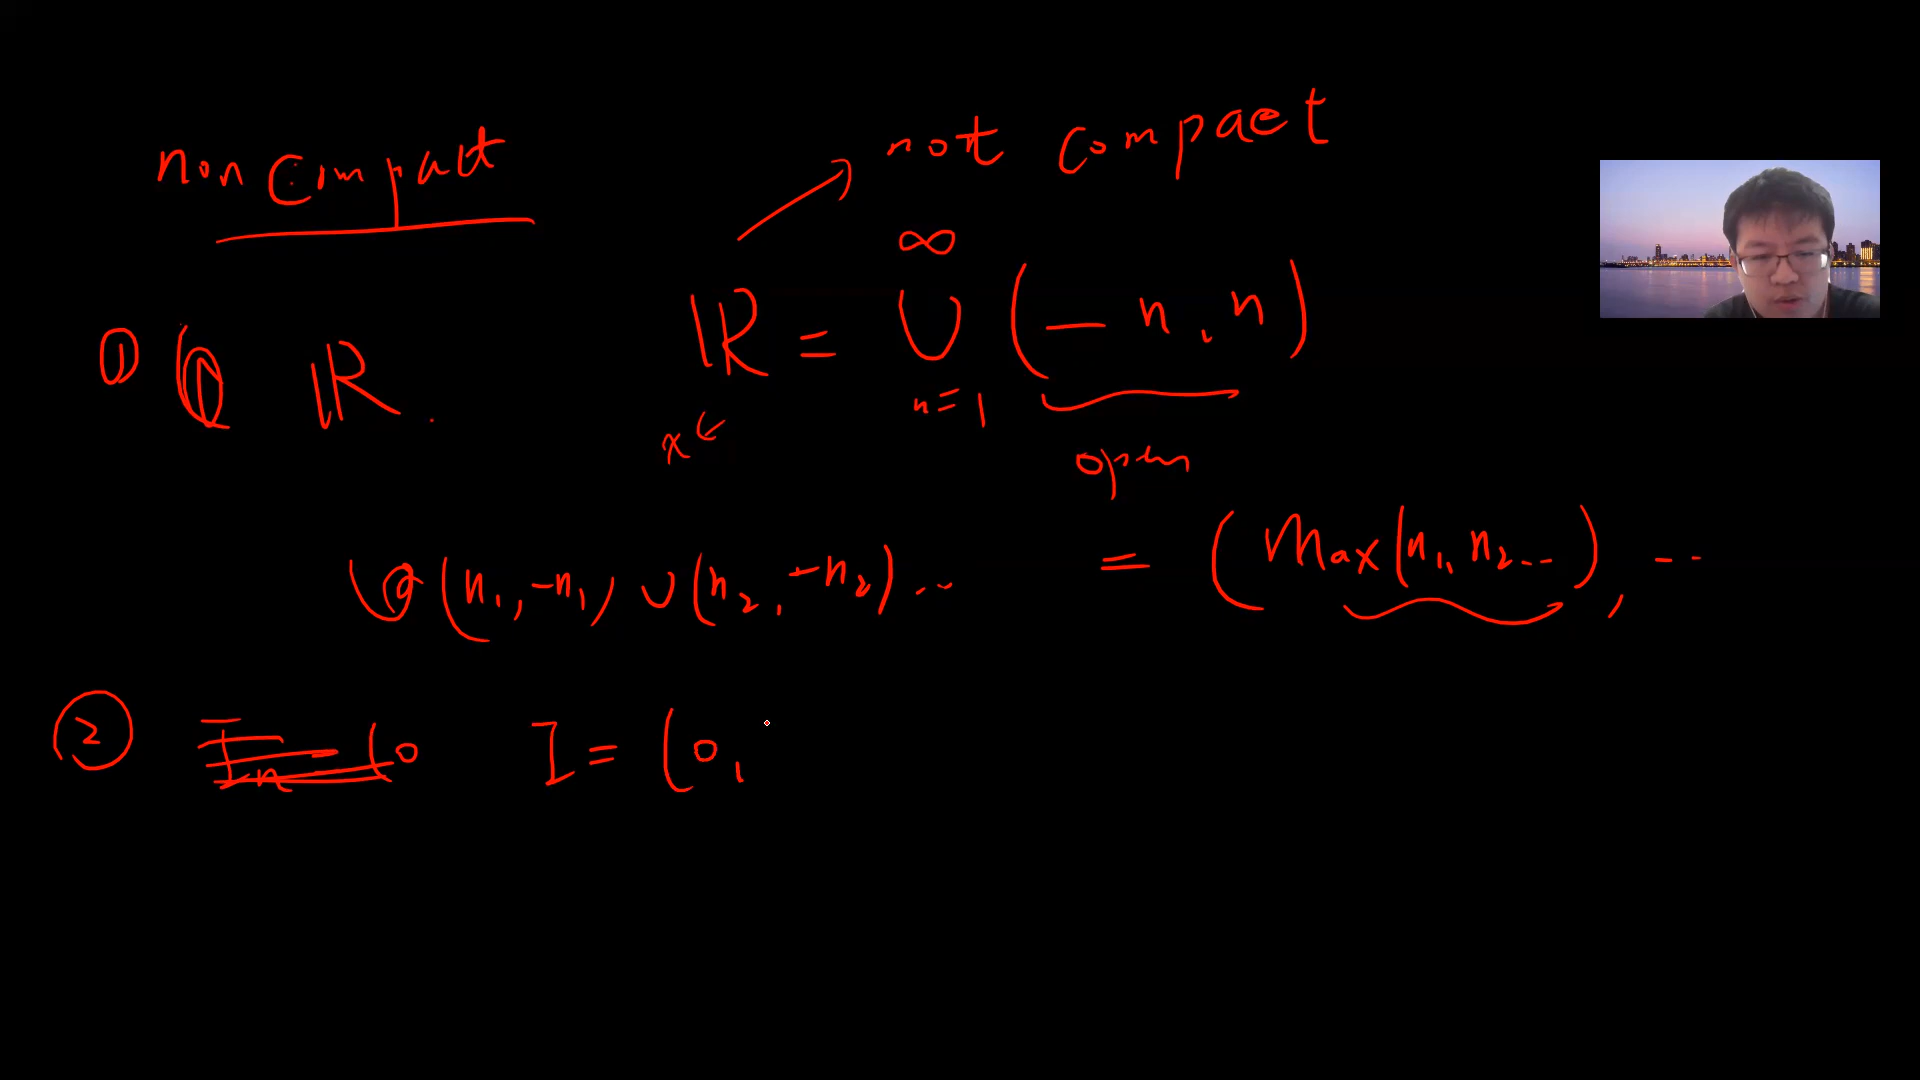 non compact
not compact
① Q ℝ.
ℝ = ∞ ∪ n=1 (-n, n)
x ∈
open
(n₁, -n₁) ∪ (n₂, -n₂) ... = (Max(n₁, n₂...), ...
② I = (0,